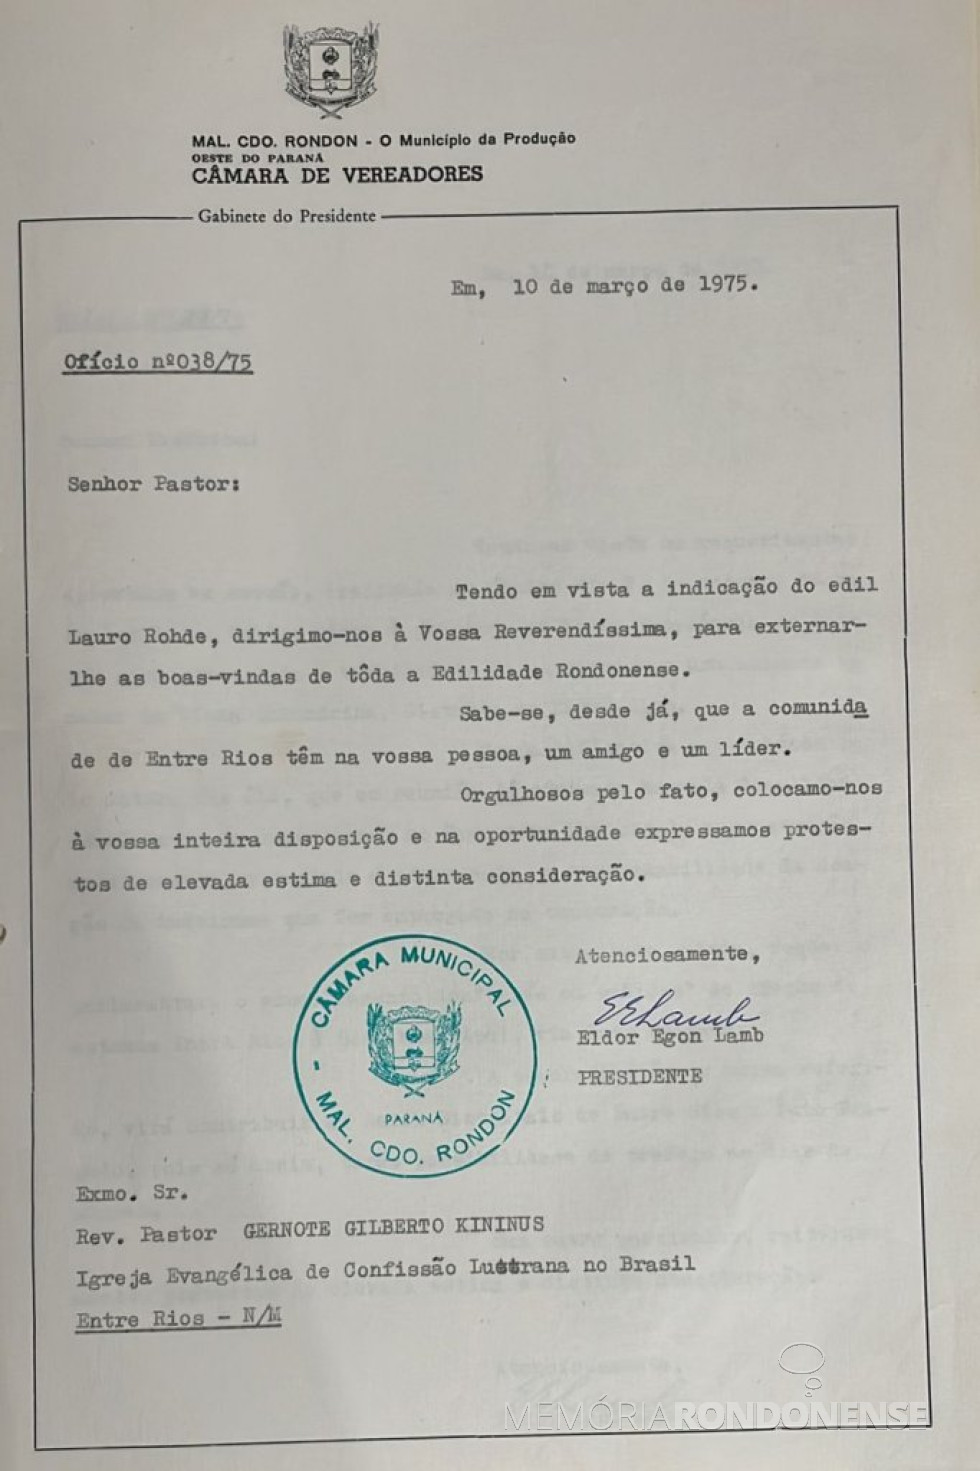 MAL. CDO. RONDON - O Município da Produção
OESTE DO PARANÁ
CÂMARA DE VEREADORES
Gabinete do Presidente
Em, 10 de março de 1975.
Ofício nº038/75
Senhor Pastor:
Tendo em vista a indicação do edil
Lauro Rohde, dirigimo-nos à Vossa Reverendíssima, para externar-
lhe as boas-vindas de tôda a Edilidade Rondonense.
Sabe-se, desde já, que a comunida
de de Entre Rios têm na vossa pessoa, um amigo e um líder.
Orgulhosos pelo fato, colocamo-nos
à vossa inteira disposição e na oportunidade expressamos protes-
tos de elevada estima e distinta consideração.
Atenciosamente,
EELamb
Eldor Egon Lamb
PRESIDENTE
- CÂMARA MUNICIPAL
PARANÁ
MAL. CDO. RONDON
Exmo. Sr.
Rev. Pastor GERNOTE GILBERTO KININUS
Igreja Evangélica de Confissão Luterana no Brasil
Entre Rios - N/M
MEMÓRIARONDONENSE